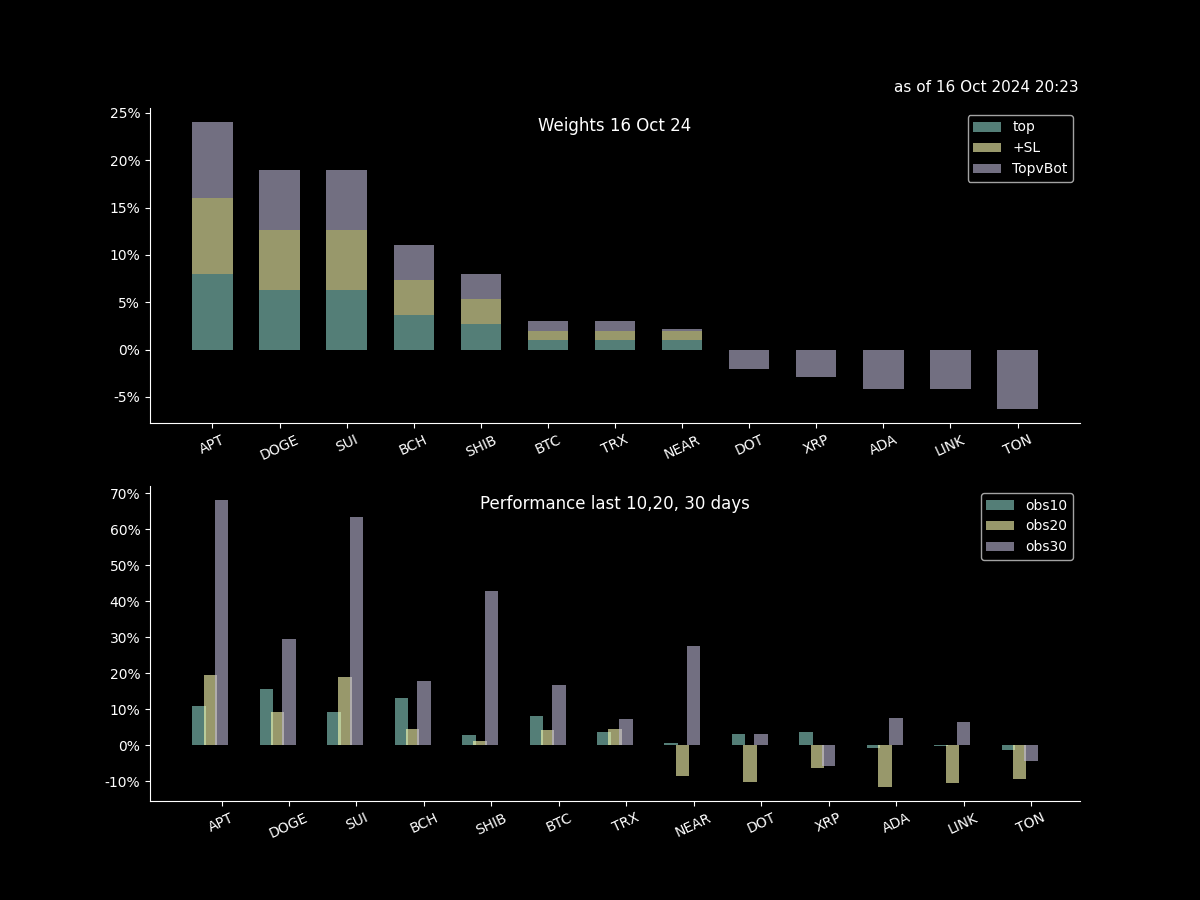 as of 16 Oct 2024 20:23
Weights 16 Oct 24
top
+SL
TopvBot
25%
20%
15%
10%
5%
0%
-5%
APT DOGE SUI BCH SHIB BTC TRX NEAR DOT XRP ADA LINK TON
Performance last 10,20, 30 days
obs10
obs20
obs30
70%
60%
50%
40%
30%
20%
10%
0%
-10%
APT DOGE SUI BCH SHIB BTC TRX NEAR DOT XRP ADA LINK TON